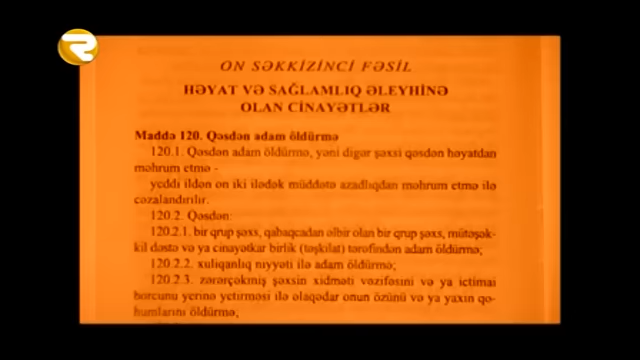 ON SƏKKİZİNCİ FƏSİL
HƏYAT VƏ SAĞLAMLIQ ƏLEYHİNƏ
OLAN CİNAYƏTLƏR
Maddə 120. Qəsdən adam öldürmə
120.1. Qəsdən adam öldürmə, yəni digər şəxsi qəsdən həyatdan
məhrum etmə -
yeddi ildən on iki ilədək müddətə azadlıqdan məhrum etmə ilə
cəzalandırılır.
120.2. Qəsdən:
120.2.1. bir qrup şəxs, qabaqcadan əlbir olan bir qrup şəxs, mütəşək-
kil dəstə və ya cinayətkar birlik (təşkilat) tərəfindən adam öldürmə;
120.2.2. xuliqanlıq niyyəti ilə adam öldürmə;
120.2.3. zərərçəkmiş şəxsin xidməti vəzifəsini və ya ictimai
borcunu yerinə yetirməsi ilə əlaqədar onun özünü və ya yaxın qo-
humlarını öldürmə;